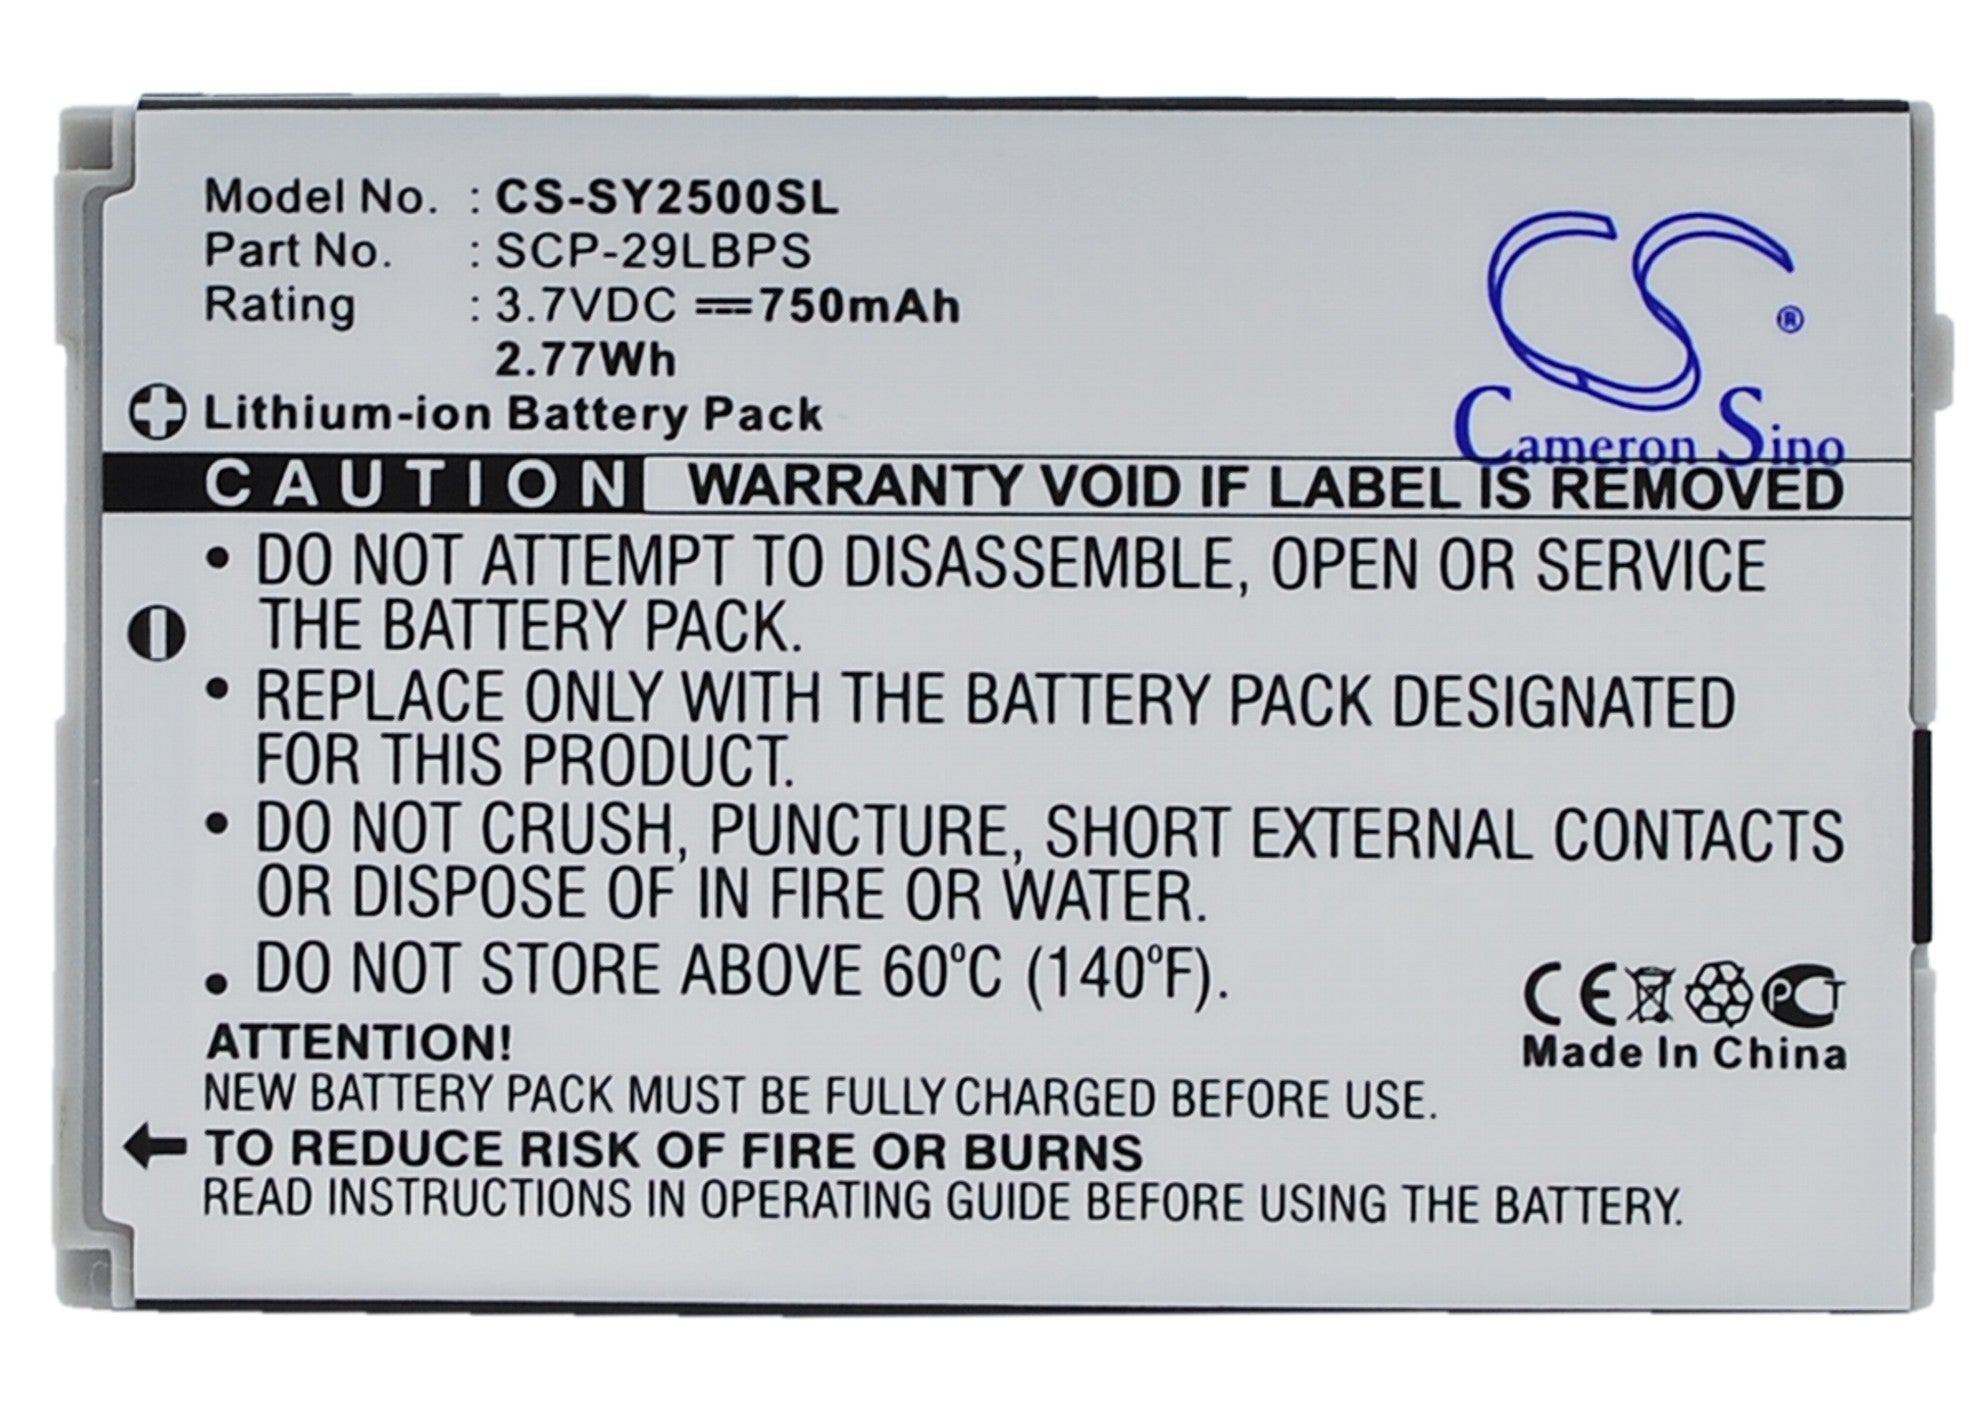 Model No. : CS-SY2500SL
Part No. : SCP-29LBPS
Rating : 3.7VDC ⎓ 750mAh
2.77Wh
Lithium-ion Battery Pack
CS ®
Cameron Sino
CAUTION WARRANTY VOID IF LABEL IS REMOVED
• DO NOT ATTEMPT TO DISASSEMBLE, OPEN OR SERVICE
THE BATTERY PACK.
• REPLACE ONLY WITH THE BATTERY PACK DESIGNATED
FOR THIS PRODUCT.
• DO NOT CRUSH, PUNCTURE, SHORT EXTERNAL CONTACTS
OR DISPOSE OF IN FIRE OR WATER.
• DO NOT STORE ABOVE 60°C (140°F).
CE PCT
Made In China
ATTENTION!
NEW BATTERY PACK MUST BE FULLY CHARGED BEFORE USE.
TO REDUCE RISK OF FIRE OR BURNS
READ INSTRUCTIONS IN OPERATING GUIDE BEFORE USING THE BATTERY.